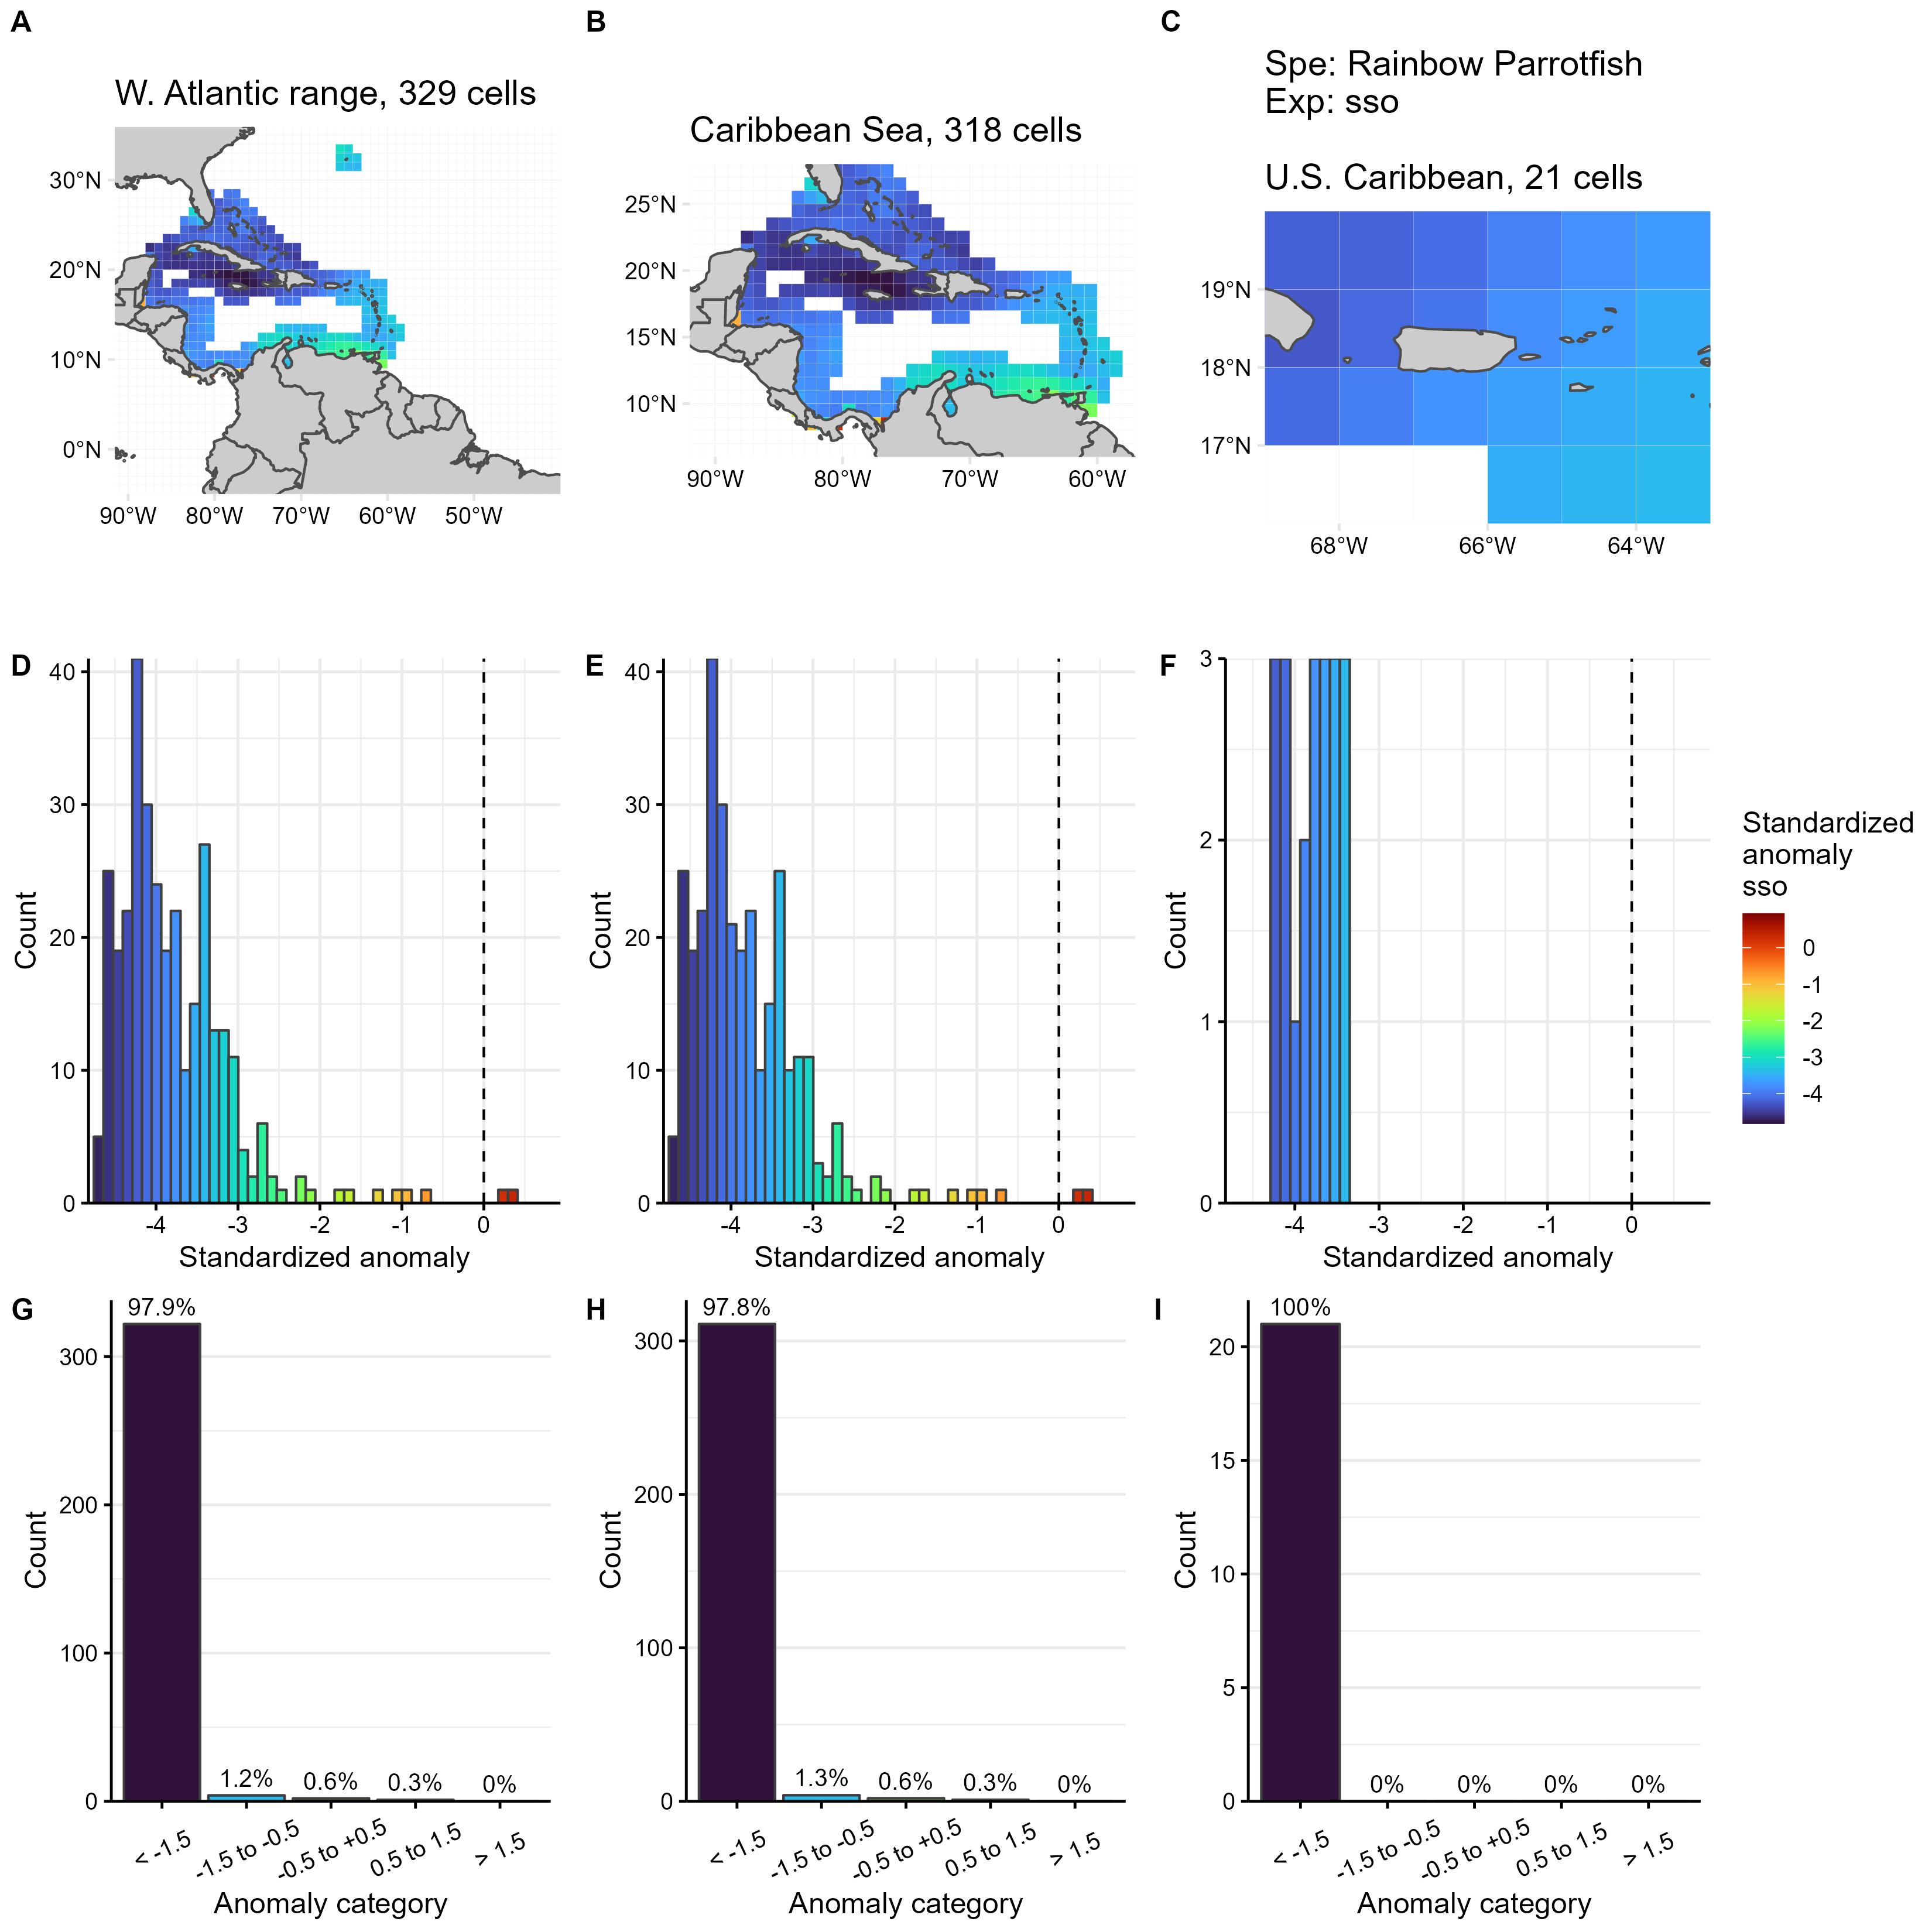 A
B
C
W. Atlantic range, 329 cells
Caribbean Sea, 318 cells
Spe: Rainbow Parrotfish
Exp: sso
U.S. Caribbean, 21 cells
30°N
20°N
10°N
0°N
90°W 80°W 70°W 60°W 50°W
25°N
20°N
15°N
10°N
90°W 80°W 70°W 60°W
19°N
18°N
17°N
68°W 66°W 64°W
D
40
30
20
10
0
Count
-4 -3 -2 -1 0
Standardized anomaly
E
40
30
20
10
0
Count
-4 -3 -2 -1 0
Standardized anomaly
F
3
2
1
0
Count
-4 -3 -2 -1 0
Standardized anomaly
Standardized
anomaly
sso
0
-1
-2
-3
-4
G
97.9%
1.2% 0.6% 0.3% 0%
300
200
100
0
Count
< -1.5 -1.5 to -0.5 -0.5 to +0.5 0.5 to 1.5 > 1.5
Anomaly category
H
97.8%
1.3% 0.6% 0.3% 0%
300
200
100
0
Count
< -1.5 -1.5 to -0.5 -0.5 to +0.5 0.5 to 1.5 > 1.5
Anomaly category
I
100%
0% 0% 0% 0%
20
15
10
5
0
Count
< -1.5 -1.5 to -0.5 -0.5 to +0.5 0.5 to 1.5 > 1.5
Anomaly category